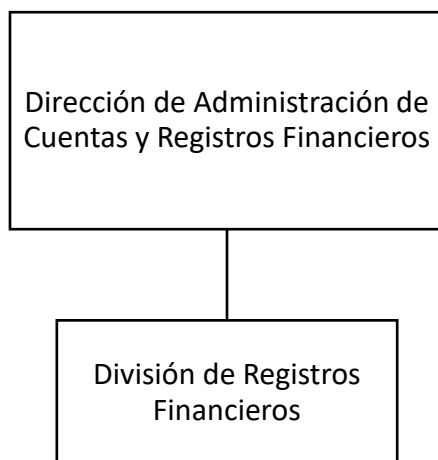 Dirección de Administración de
Cuentas y Registros Financieros
División de Registros
Financieros